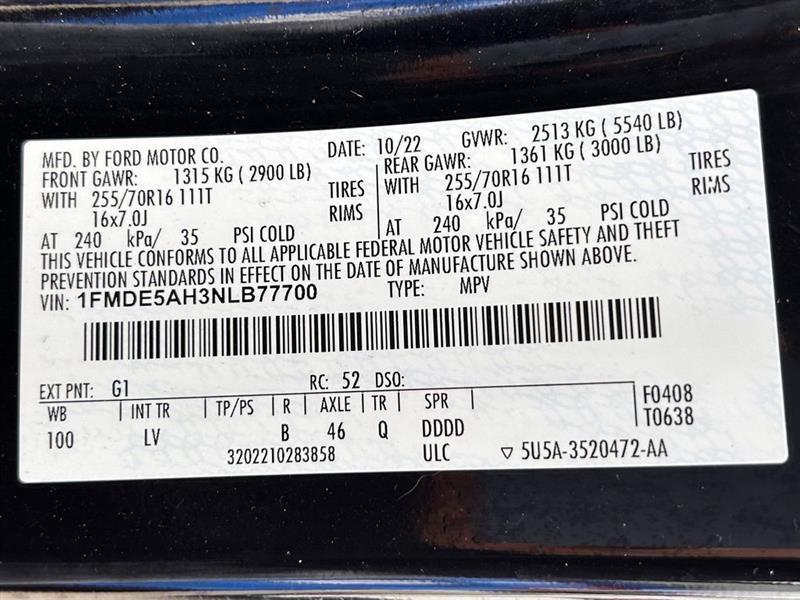 MFD. BY FORD MOTOR CO. DATE: 10/22 GVWR: 2513 KG ( 5540 LB)
FRONT GAWR: 1315 KG ( 2900 LB) REAR GAWR: 1361 KG ( 3000 LB)
WITH 255/70R16 111T TIRES WITH 255/70R16 111T TIRES
16x7.0J RIMS 16x7.0J RIMS
AT 240 kPa/ 35 PSI COLD AT 240 kPa/ 35 PSI COLD
THIS VEHICLE CONFORMS TO ALL APPLICABLE FEDERAL MOTOR VEHICLE SAFETY AND THEFT
PREVENTION STANDARDS IN EFFECT ON THE DATE OF MANUFACTURE SHOWN ABOVE.
VIN: 1FMDE5AH3NLB77700 TYPE: MPV
EXT PNT: G1 RC: 52 DSO:
WB | INT TR | TP/PS | R | AXLE | TR | SPR | F0408
100 LV B 46 Q DDDD T0638
3202210283858 ULC ▽ 5U5A-3520472-AA